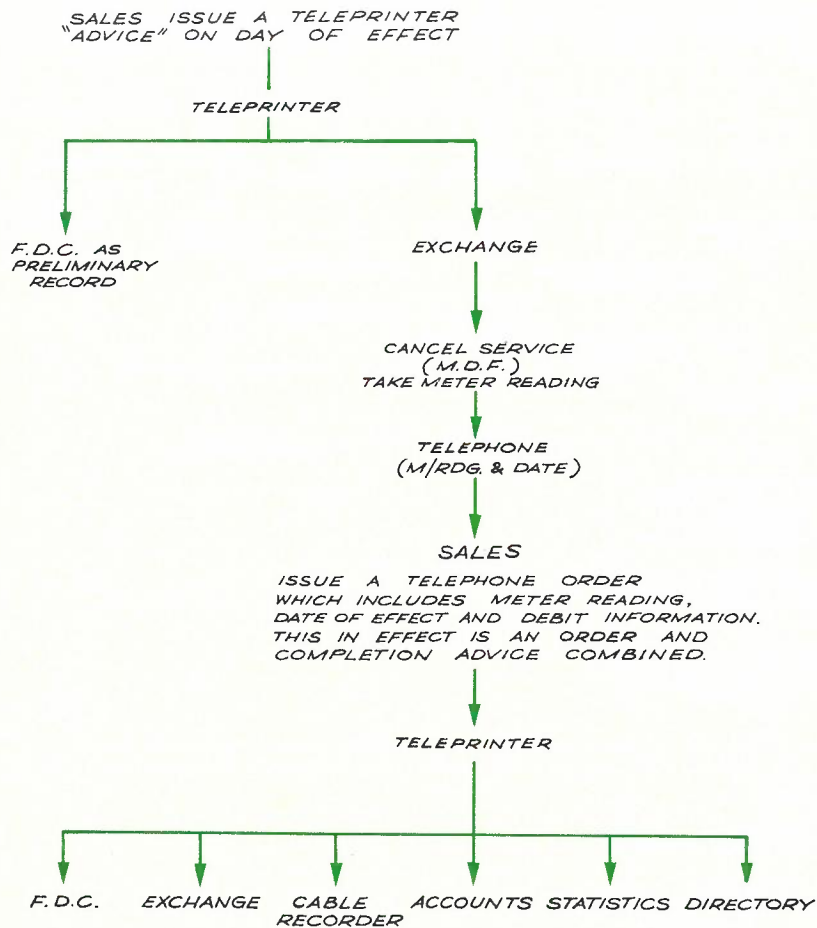 SALES ISSUE A TELEPRINTER
"ADVICE" ON DAY OF EFFECT
TELEPRINTER
F.D.C. AS
PRELIMINARY
RECORD
EXCHANGE
CANCEL SERVICE
(M.D.F.)
TAKE METER READING
TELEPHONE
(M/RDG. & DATE)
SALES
ISSUE A TELEPHONE ORDER
WHICH INCLUDES METER READING,
DATE OF EFFECT AND DEBIT INFORMATION.
THIS IN EFFECT IS AN ORDER AND
COMPLETION ADVICE COMBINED.
TELEPRINTER
F.D.C.
EXCHANGE
CABLE
RECORDER
ACCOUNTS
STATISTICS
DIRECTORY